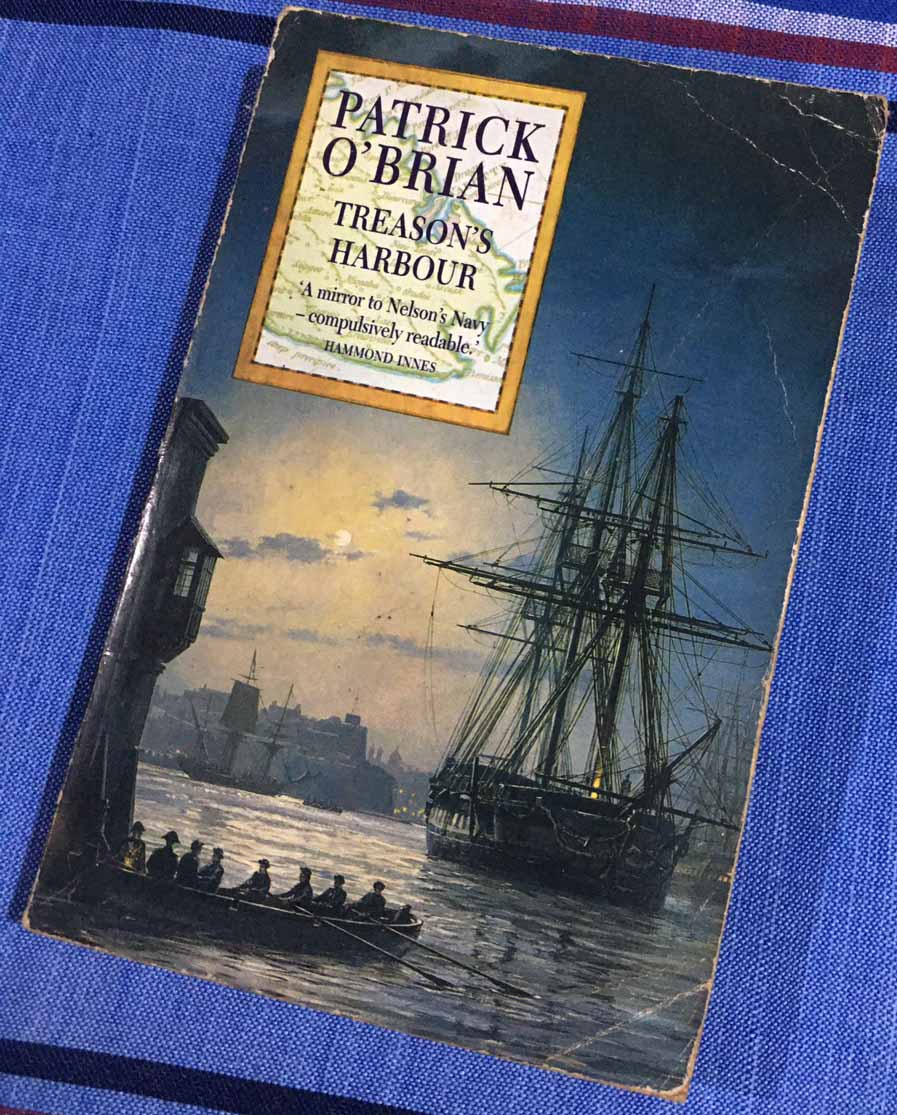 PATRICK
O'BRIAN
TREASON'S
HARBOUR
'A mirror to Nelson's Navy
– compulsively readable.'
HAMMOND INNES